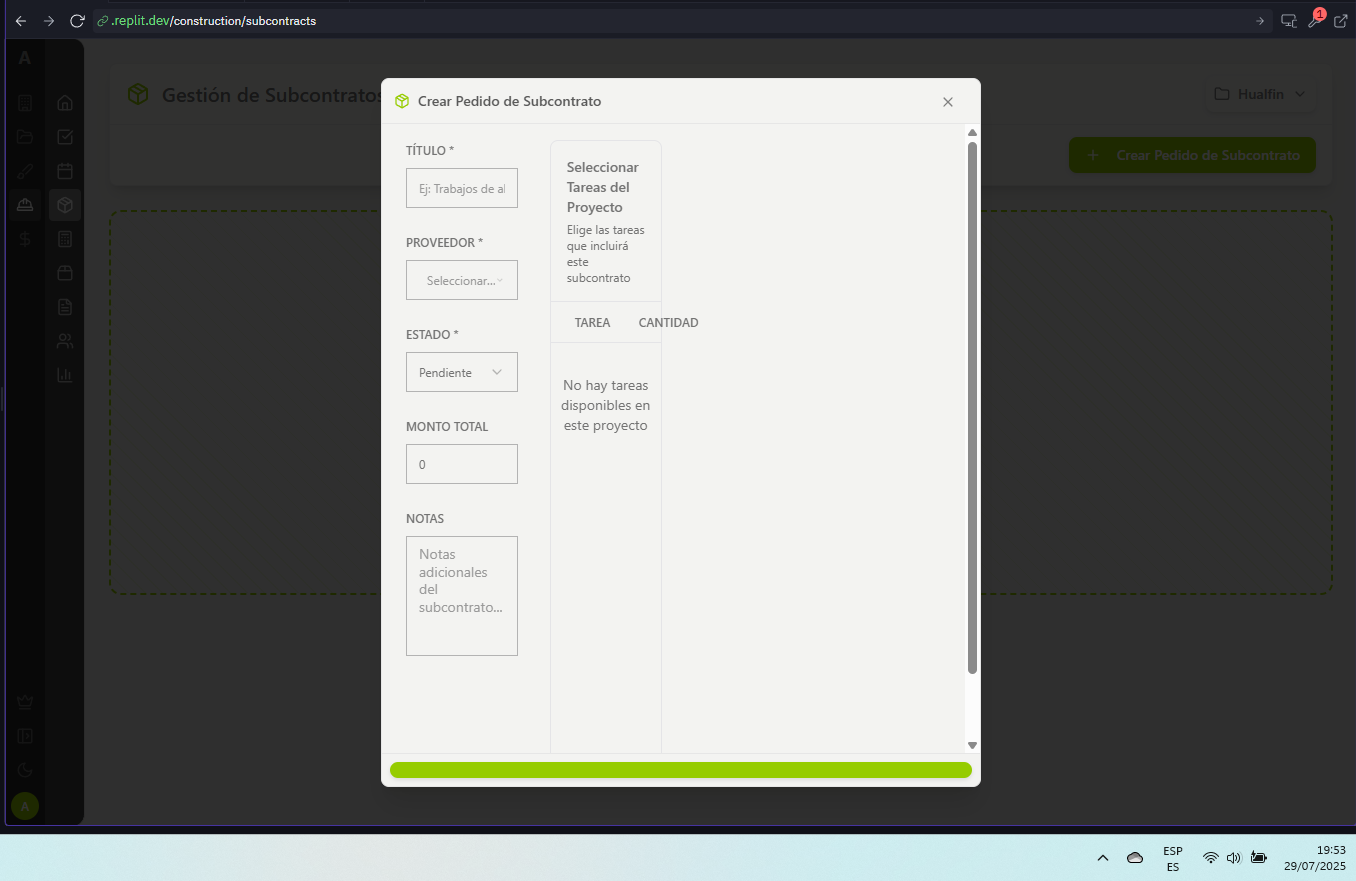 .replit.dev/construction/subcontracts
1
A
Gestión de Subcontratos
Hualfin
Crear Pedido de Subcontrato
Crear Pedido de Subcontrato
TÍTULO *
Ej: Trabajos de al
PROVEEDOR *
Seleccionar...
ESTADO *
Pendiente
MONTO TOTAL
0
NOTAS
Notas
adicionales
del
subcontrato...
Seleccionar
Tareas del
Proyecto
Elige las tareas
que incluirá
este
subcontrato
TAREA CANTIDAD
No hay tareas
disponibles en
este proyecto
A
ESP
ES
19:53
29/07/2025